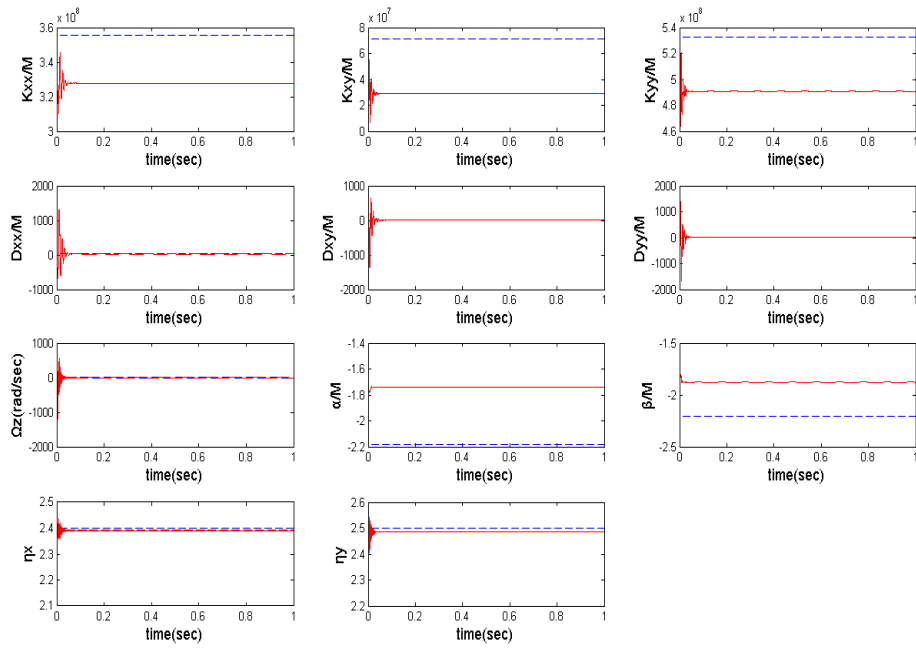 x 10^8
Kxx/M
3.6
3.4
3.2
3
0 0.2 0.4 0.6 0.8 1
time(sec)
x 10^7
Kxy/M
8
6
4
2
0
0 0.2 0.4 0.6 0.8 1
time(sec)
x 10^8
Kyy/M
5.4
5.2
5
4.8
4.6
0 0.2 0.4 0.6 0.8 1
time(sec)
Dxx/M
2000
1000
0
-1000
0 0.2 0.4 0.6 0.8 1
time(sec)
Dxy/M
1000
0
-1000
-2000
0 0.2 0.4 0.6 0.8 1
time(sec)
Dyy/M
2000
1000
0
-1000
-2000
0 0.2 0.4 0.6 0.8 1
time(sec)
Ωz(rad/sec)
1000
0
-1000
-2000
0 0.2 0.4 0.6 0.8 1
time(sec)
α/M
-1.4
-1.6
-1.8
-2
-2.2
0 0.2 0.4 0.6 0.8 1
time(sec)
β/M
-1.5
-2
-2.5
0 0.2 0.4 0.6 0.8 1
time(sec)
ηx
2.5
2.4
2.3
2.2
2.1
0 0.2 0.4 0.6 0.8 1
time(sec)
ηy
2.6
2.5
2.4
2.3
2.2
0 0.2 0.4 0.6 0.8 1
time(sec)